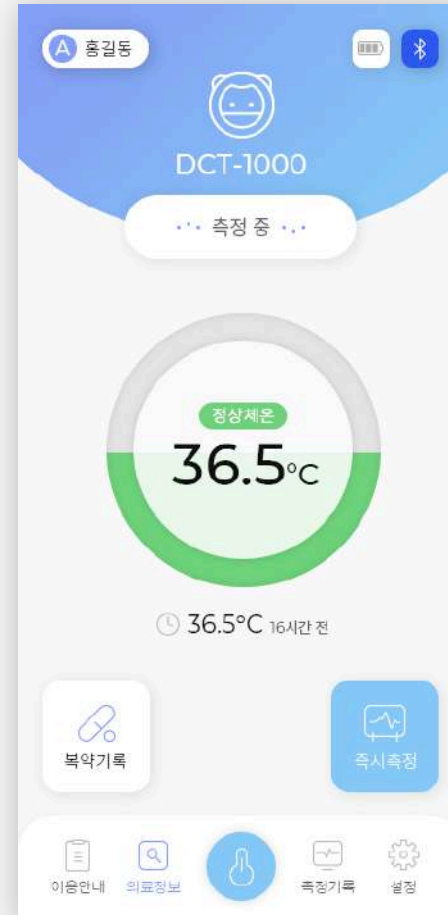 A 홍길동
DCT-1000
측정 중
정상체온
36.5°C
36.5°C 16시간 전
복약기록
즉시측정
이용안내
의료정보
측정기록
설정